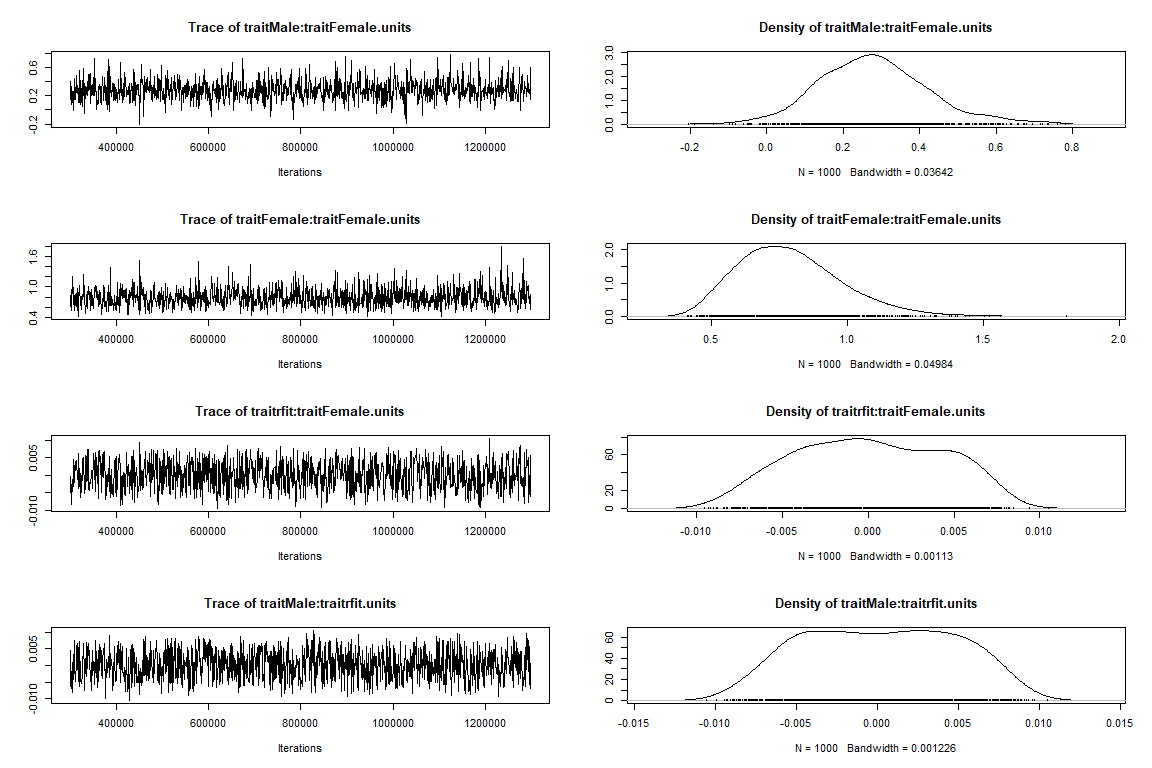 Trace of traitMale:traitFemale.units
Density of traitMale:traitFemale.units
-0.2 0.2 0.6
400000 600000 800000 1000000 1200000
Iterations
0.0 1.0 2.0 3.0
-0.2 0.0 0.2 0.4 0.6 0.8
N = 1000 Bandwidth = 0.03642
Trace of traitFemale:traitFemale.units
Density of traitFemale:traitFemale.units
0.4 1.0 1.6
400000 600000 800000 1000000 1200000
Iterations
0.0 1.0 2.0
0.5 1.0 1.5 2.0
N = 1000 Bandwidth = 0.04984
Trace of traitrfit:traitFemale.units
Density of traitrfit:traitFemale.units
-0.010 0.005
400000 600000 800000 1000000 1200000
Iterations
0 20 60
-0.010 -0.005 0.000 0.005 0.010
N = 1000 Bandwidth = 0.00113
Trace of traitMale:traitrfit.units
Density of traitMale:traitrfit.units
-0.010 0.005
400000 600000 800000 1000000 1200000
Iterations
0 20 40 60
-0.015 -0.010 -0.005 0.000 0.005 0.010 0.015
N = 1000 Bandwidth = 0.001226